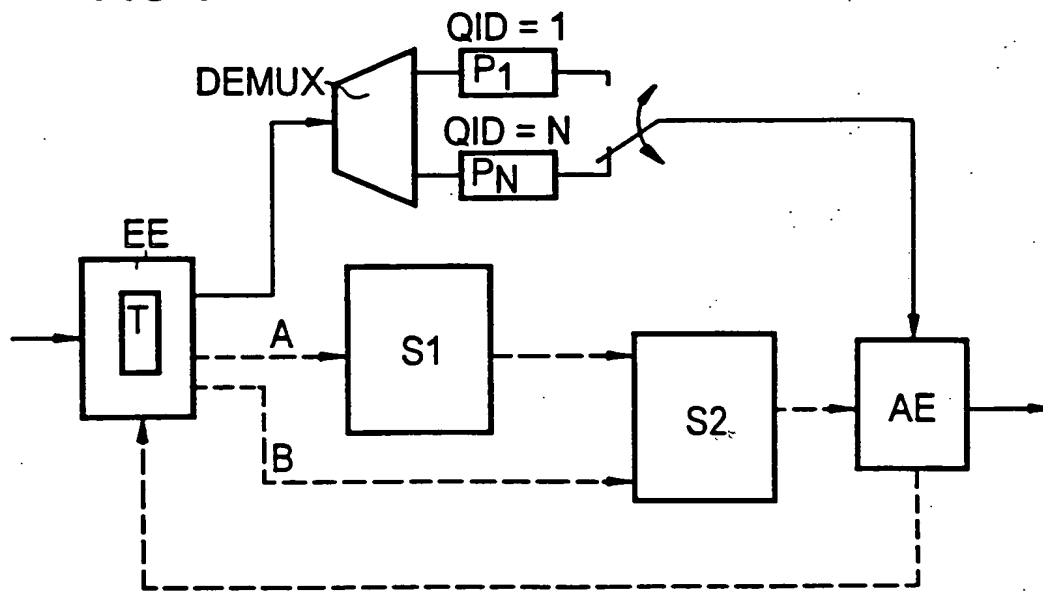 QID = 1
P1
DEMUX
QID = N
PN
EE
T
A
S1
S2
AE
B